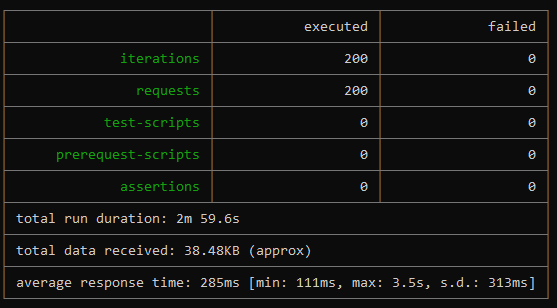 executed failed
iterations 200 0
requests 200 0
test-scripts 0 0
prerequest-scripts 0 0
assertions 0 0
total run duration: 2m 59.6s
total data received: 38.48KB (approx)
average response time: 285ms [min: 111ms, max: 3.5s, s.d.: 313ms]